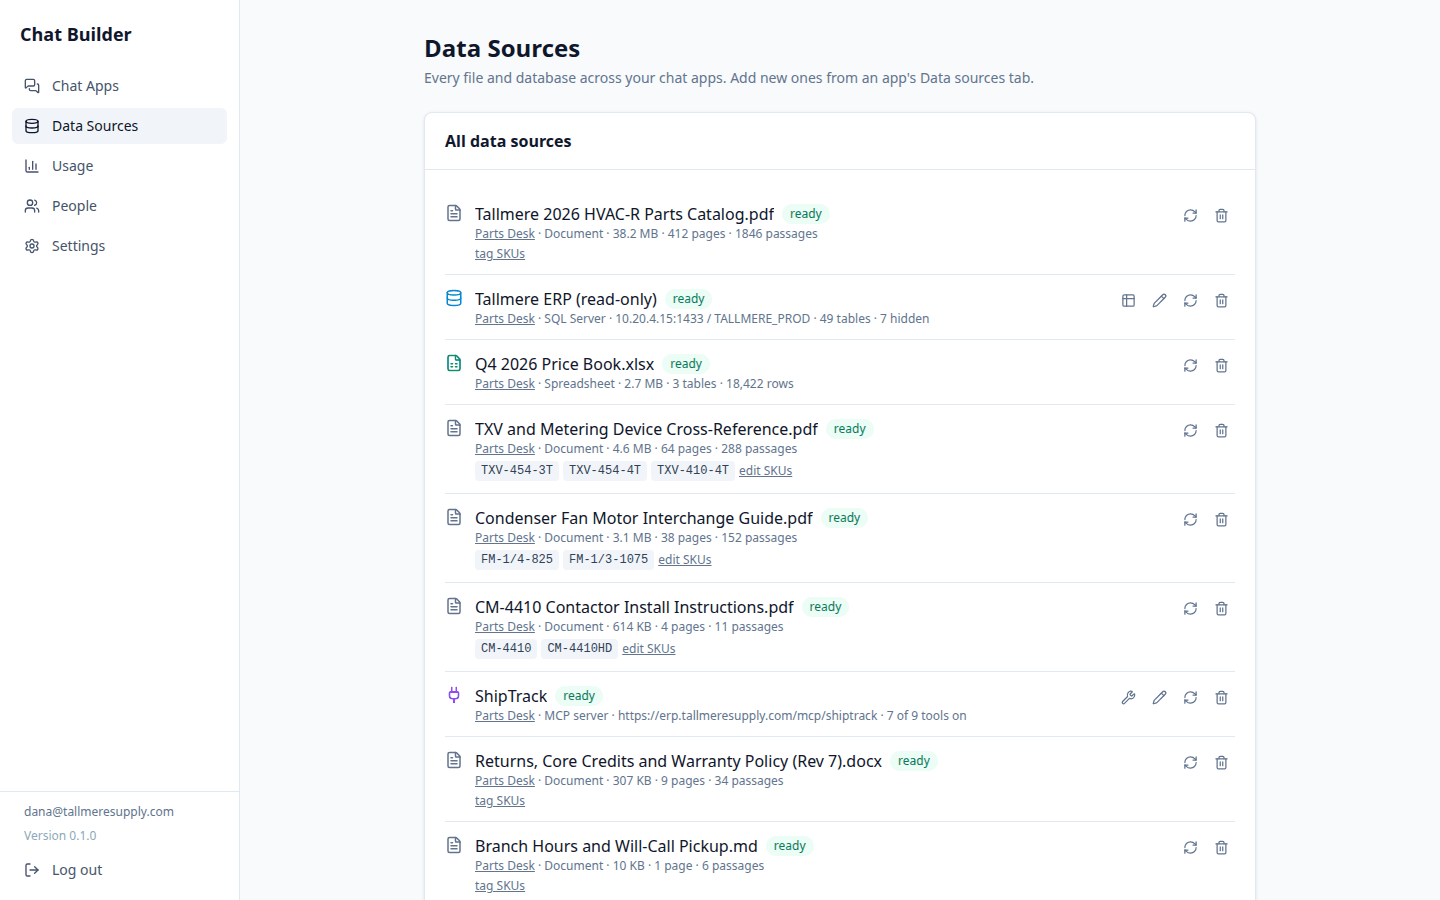 Chat Builder
Chat Apps
Data Sources
Usage
People
Settings
dana@tallmeresupply.com
Version 0.1.0
Log out
Data Sources
Every file and database across your chat apps. Add new ones from an app's Data sources tab.
All data sources
Tallmere 2026 HVAC-R Parts Catalog.pdf ready
Parts Desk · Document · 38.2 MB · 412 pages · 1846 passages
tag SKUs
Tallmere ERP (read-only) ready
Parts Desk · SQL Server · 10.20.4.15:1433 / TALLMERE_PROD · 49 tables · 7 hidden
Q4 2026 Price Book.xlsx ready
Parts Desk · Spreadsheet · 2.7 MB · 3 tables · 18,422 rows
TXV and Metering Device Cross-Reference.pdf ready
Parts Desk · Document · 4.6 MB · 64 pages · 288 passages
TXV-454-3T TXV-454-4T TXV-410-4T edit SKUs
Condenser Fan Motor Interchange Guide.pdf ready
Parts Desk · Document · 3.1 MB · 38 pages · 152 passages
FM-1/4-825 FM-1/3-1075 edit SKUs
CM-4410 Contactor Install Instructions.pdf ready
Parts Desk · Document · 614 KB · 4 pages · 11 passages
CM-4410 CM-4410HD edit SKUs
ShipTrack ready
Parts Desk · MCP server · https://erp.tallmeresupply.com/mcp/shiptrack · 7 of 9 tools on
Returns, Core Credits and Warranty Policy (Rev 7).docx ready
Parts Desk · Document · 307 KB · 9 pages · 34 passages
tag SKUs
Branch Hours and Will-Call Pickup.md ready
Parts Desk · Document · 10 KB · 1 page · 6 passages
tag SKUs